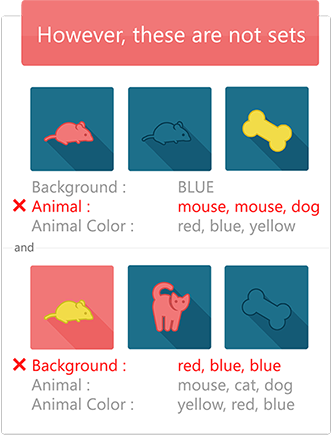 However, these are not sets
Background : BLUE
❌ Animal : mouse, mouse, dog
Animal Color : red, blue, yellow
and
❌ Background : red, blue, blue
Animal : mouse, cat, dog
Animal Color : yellow, red, blue